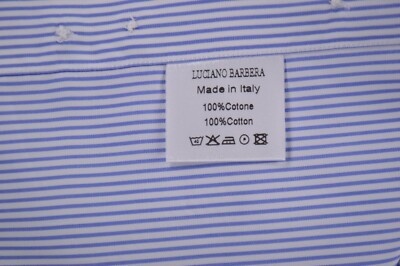 LUCIANO BARBERA
Made in Italy
100%Cotone
100%Cotton